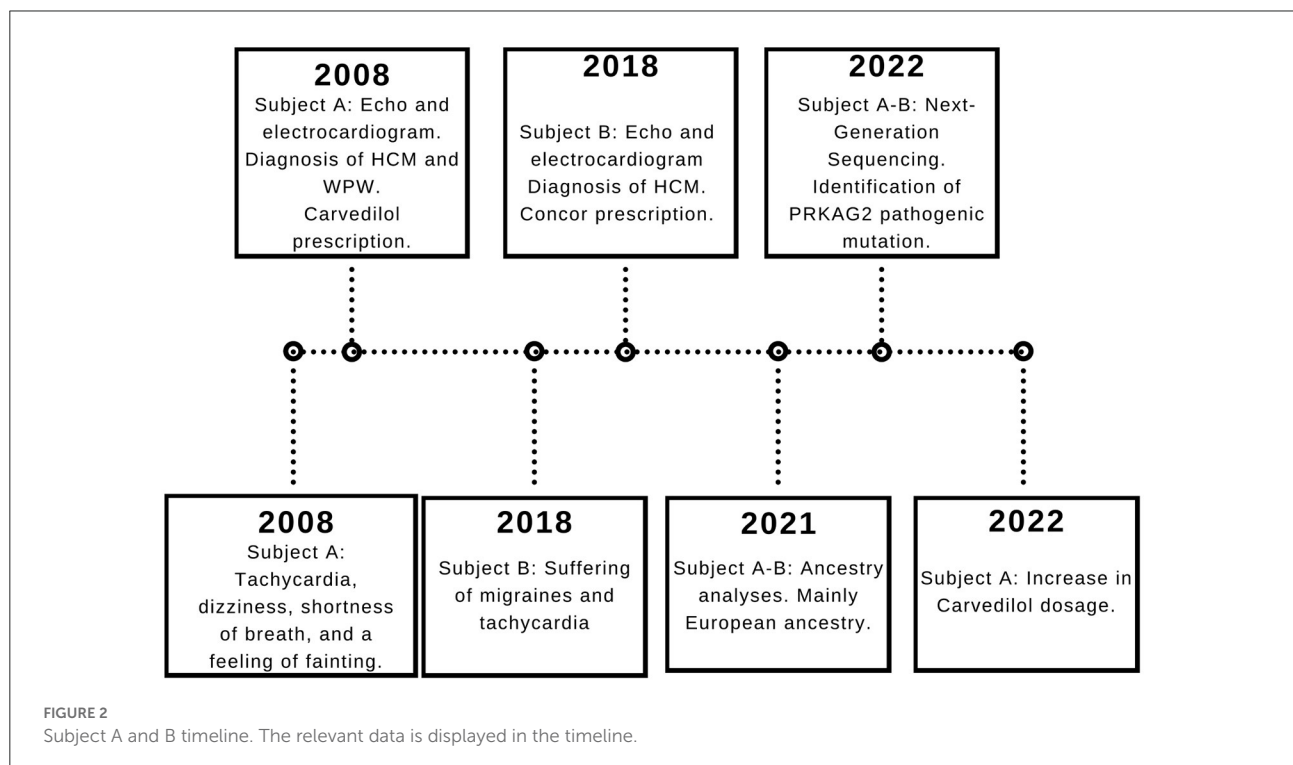 2008
Subject A: Echo and
electrocardiogram.
Diagnosis of HCM and
WPW.
Carvedilol
prescription.
2018
Subject B: Echo and
electrocardiogram
Diagnosis of HCM.
Concor prescription.
2022
Subject A-B: Next-
Generation
Sequencing.
Identification of
PRKAG2 pathogenic
mutation.
2008
Subject A:
Tachycardia,
dizziness, shortness
of breath, and a
feeling of fainting.
2018
Subject B: Suffering
of migraines and
tachycardia
2021
Subject A-B: Ancestry
analyses. Mainly
European ancestry.
2022
Subject A: Increase in
Carvedilol dosage.
FIGURE 2
Subject A and B timeline. The relevant data is displayed in the timeline.